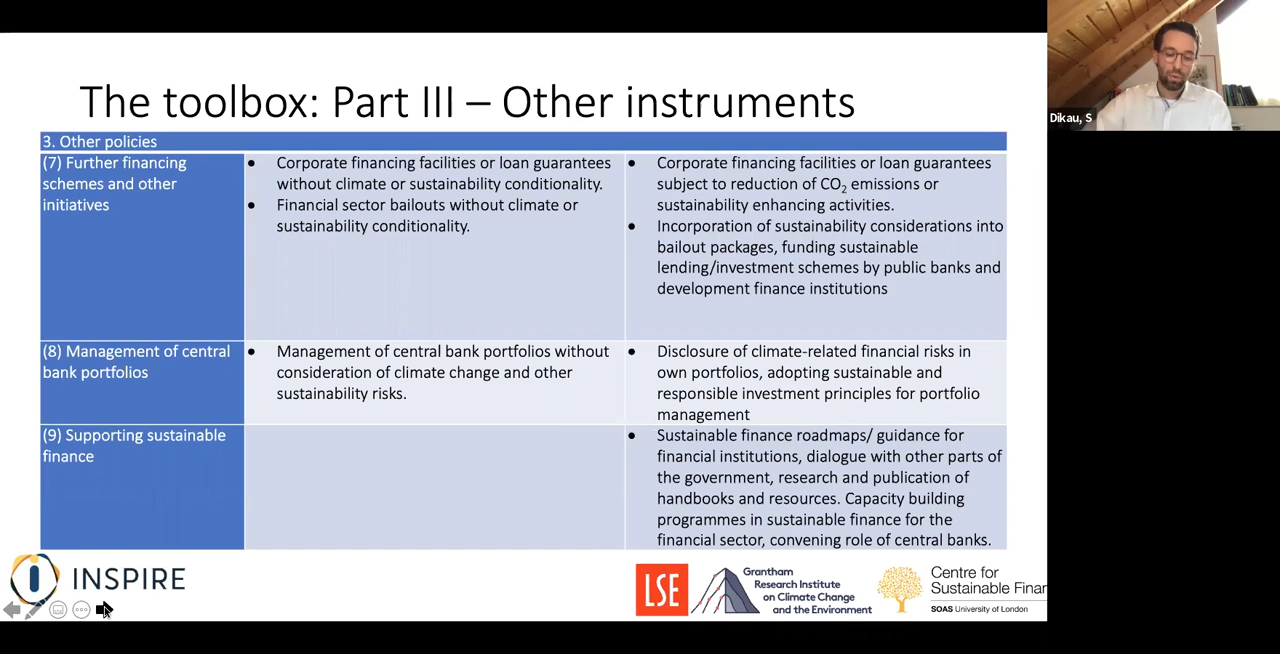 The toolbox: Part III – Other instruments
Dikau, S
3. Other policies
(7) Further financing
schemes and other
initiatives
• Corporate financing facilities or loan guarantees
without climate or sustainability conditionality.
• Financial sector bailouts without climate or
sustainability conditionality.
• Corporate financing facilities or loan guarantees
subject to reduction of CO2 emissions or
sustainability enhancing activities.
• Incorporation of sustainability considerations into
bailout packages, funding sustainable
lending/investment schemes by public banks and
development finance institutions
(8) Management of central
bank portfolios
• Management of central bank portfolios without
consideration of climate change and other
sustainability risks.
• Disclosure of climate-related financial risks in
own portfolios, adopting sustainable and
responsible investment principles for portfolio
management
(9) Supporting sustainable
finance
• Sustainable finance roadmaps/ guidance for
financial institutions, dialogue with other parts of
the government, research and publication of
handbooks and resources. Capacity building
programmes in sustainable finance for the
financial sector, convening role of central banks.
INSPIRE
LSE
Grantham
Research Institute
on Climate Change
and the Environment
Centre for
Sustainable Finan
SOAS University of London